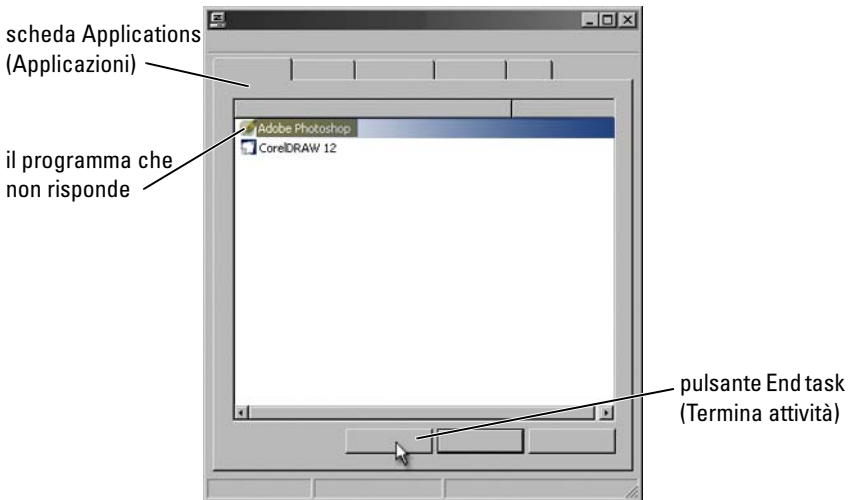 scheda Applications
(Applicazioni)
Adobe Photoshop
CorelDRAW 12
il programma che
non risponde
pulsante End task
(Termina attività)